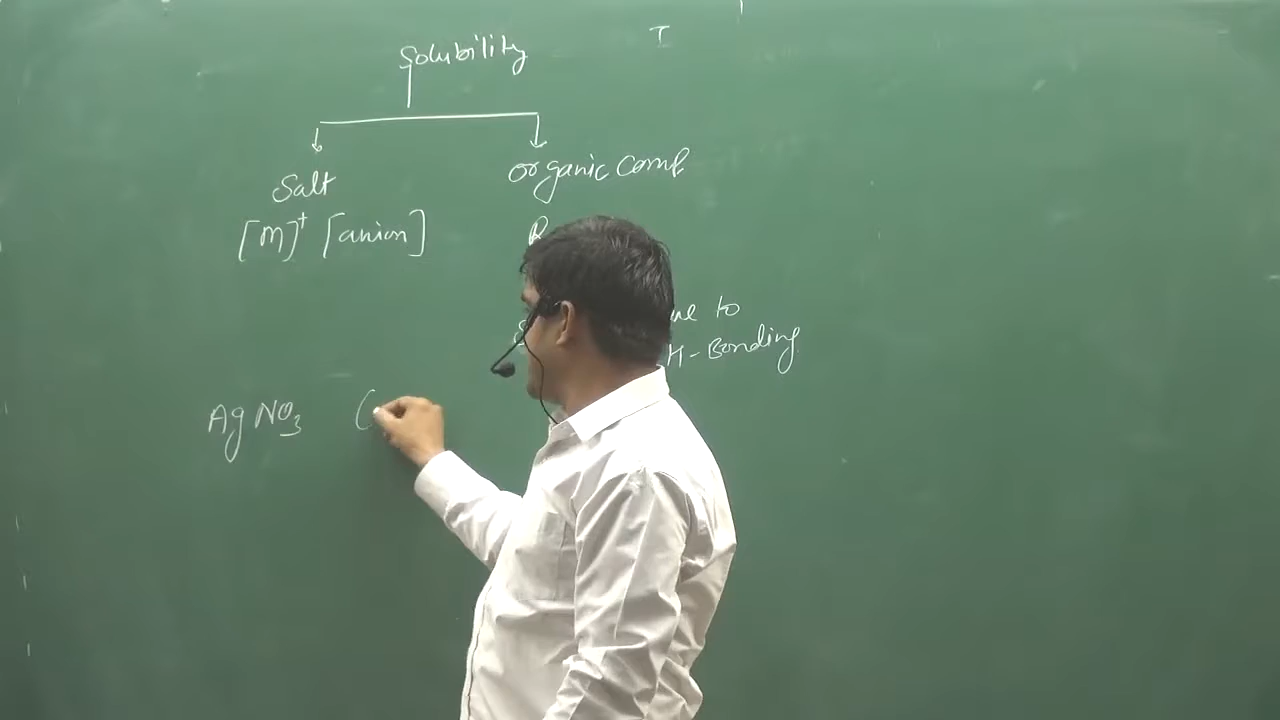 Solubility
I
Salt
organic Comp.
[M]⁺ [anion]
R
due to
H-Bonding
AgNO₃ (